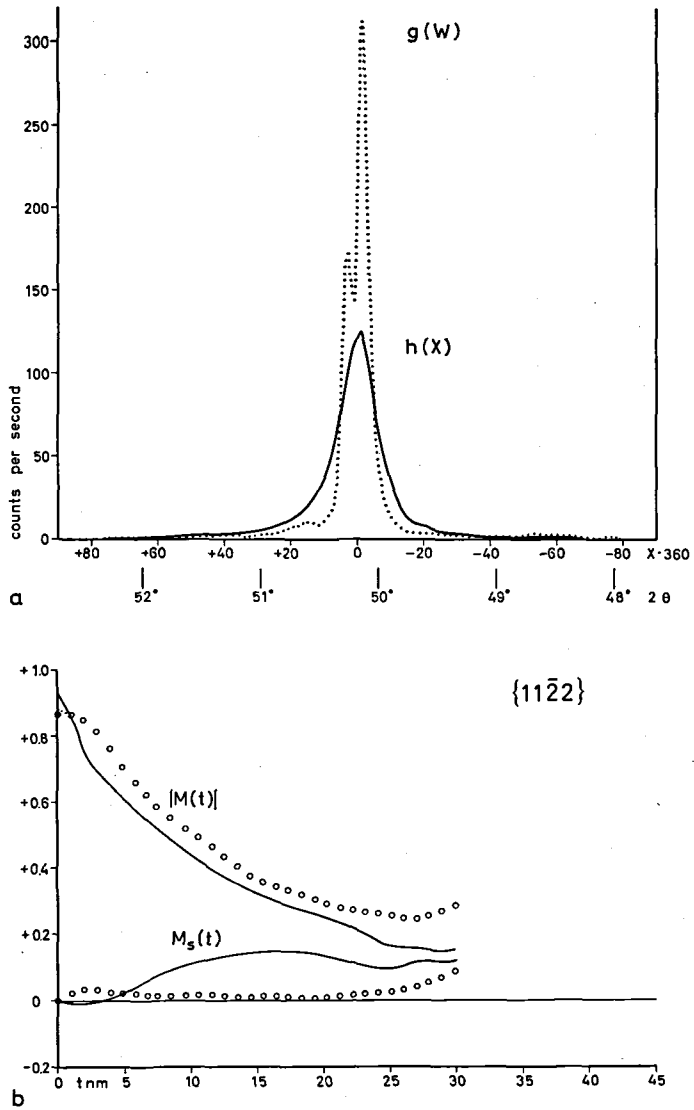 300
250
200
150
100
50
0
counts per second
g(W)
h(X)
+80 +60 +40 +20 0 -20 -40 -60 -80 X·360
52° 51° 50° 49° 48° 2θ
a
{11\bar{2}2}
+1.0
+0.8
+0.6
+0.4
+0.2
0
-0.2
|M(t)|
Ms(t)
0 t nm 5 10 15 20 25 30 35 40 45
b